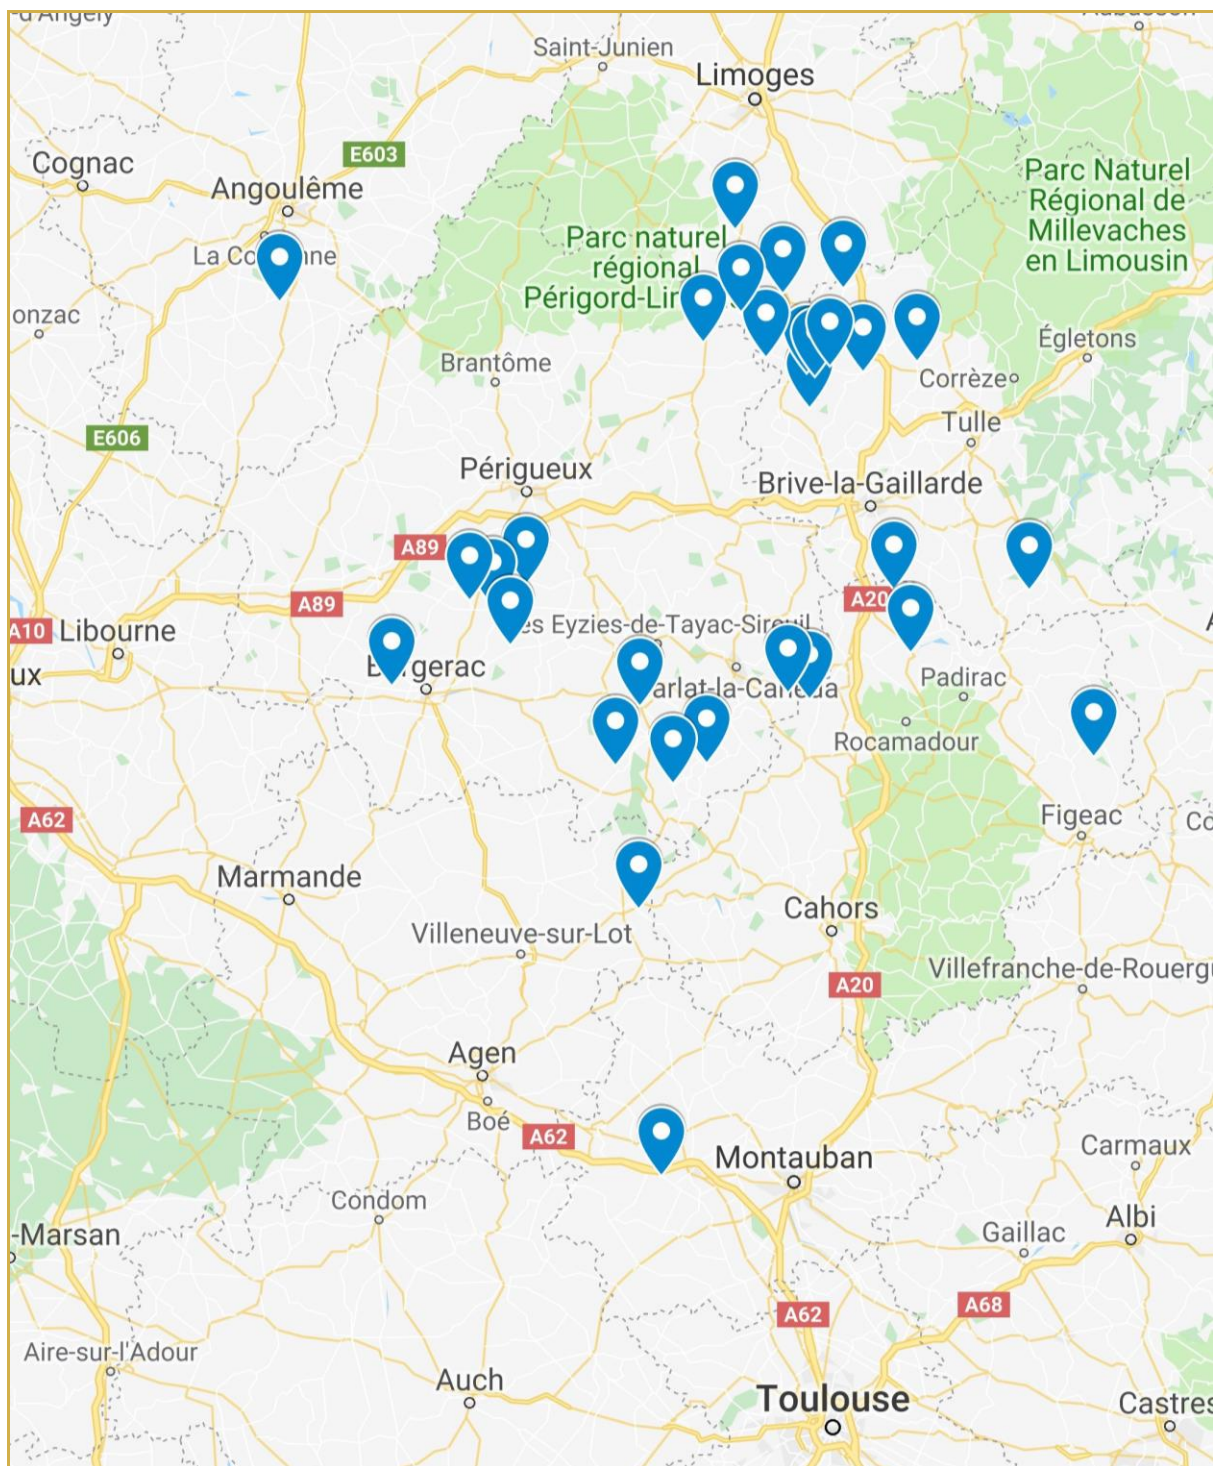 d'Angely
Saint-Junien
Limoges
E603
Cognac
Angoulême
Parc Naturel
Régional de
Millevaches
en Limousin
Parc naturel
régional
onzac
Égletons
Brantôme
Corrèze
Tulle
E606
Périgueux
Brive-la-Gaillarde
A89
A89
A20
A10
Libourne
ux
Padirac
Rocamadour
A62
Figeac
Marmande
Cahors
Villeneuve-sur-Lot
Villefranche-de-Rouergu
A20
Agen
Boé
A62
Montauban
Carmaux
Condom
-Marsan
Albi
Gaillac
A68
A62
Aire-sur-l'Adour
Auch
Toulouse
Castres